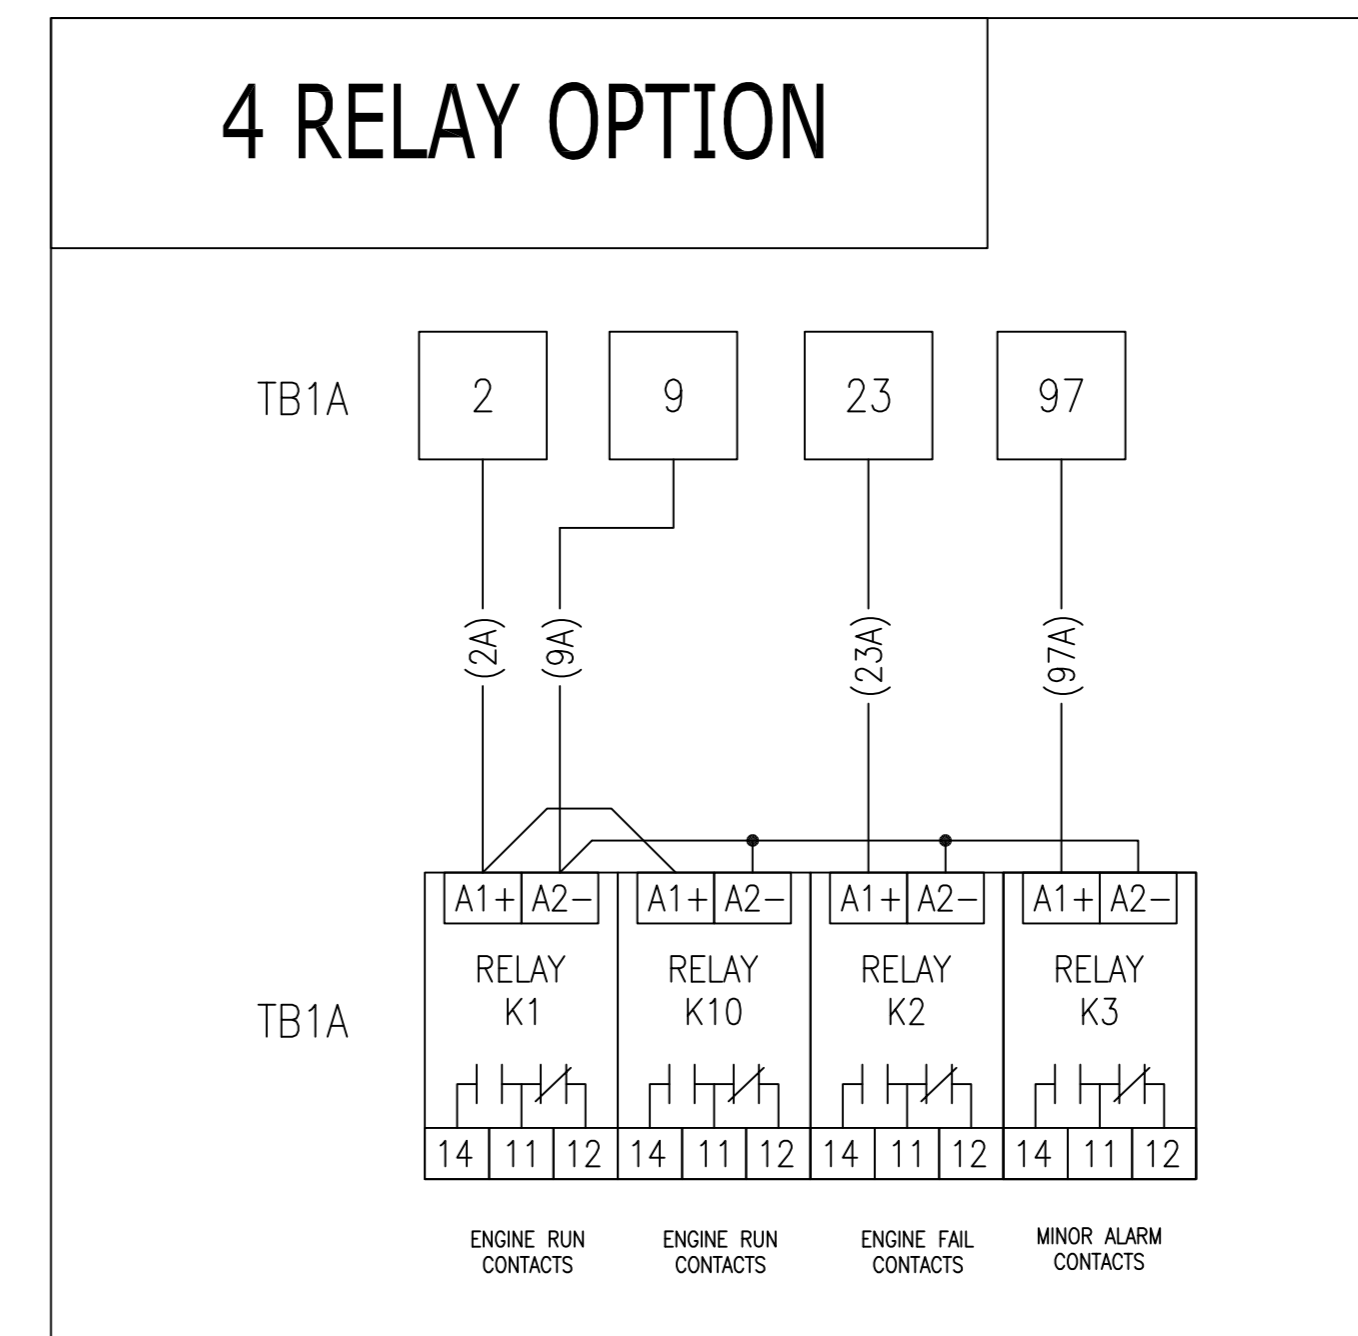 4 RELAY OPTION
TB1A 2 9 23 97
(2A) (9A) (23A) (97A)
A1+ A2- A1+ A2- A1+ A2- A1+ A2-
RELAY RELAY RELAY RELAY
TB1A K1 K10 K2 K3
14 11 12 14 11 12 14 11 12 14 11 12
ENGINE RUN ENGINE RUN ENGINE FAIL MINOR ALARM
CONTACTS CONTACTS CONTACTS CONTACTS